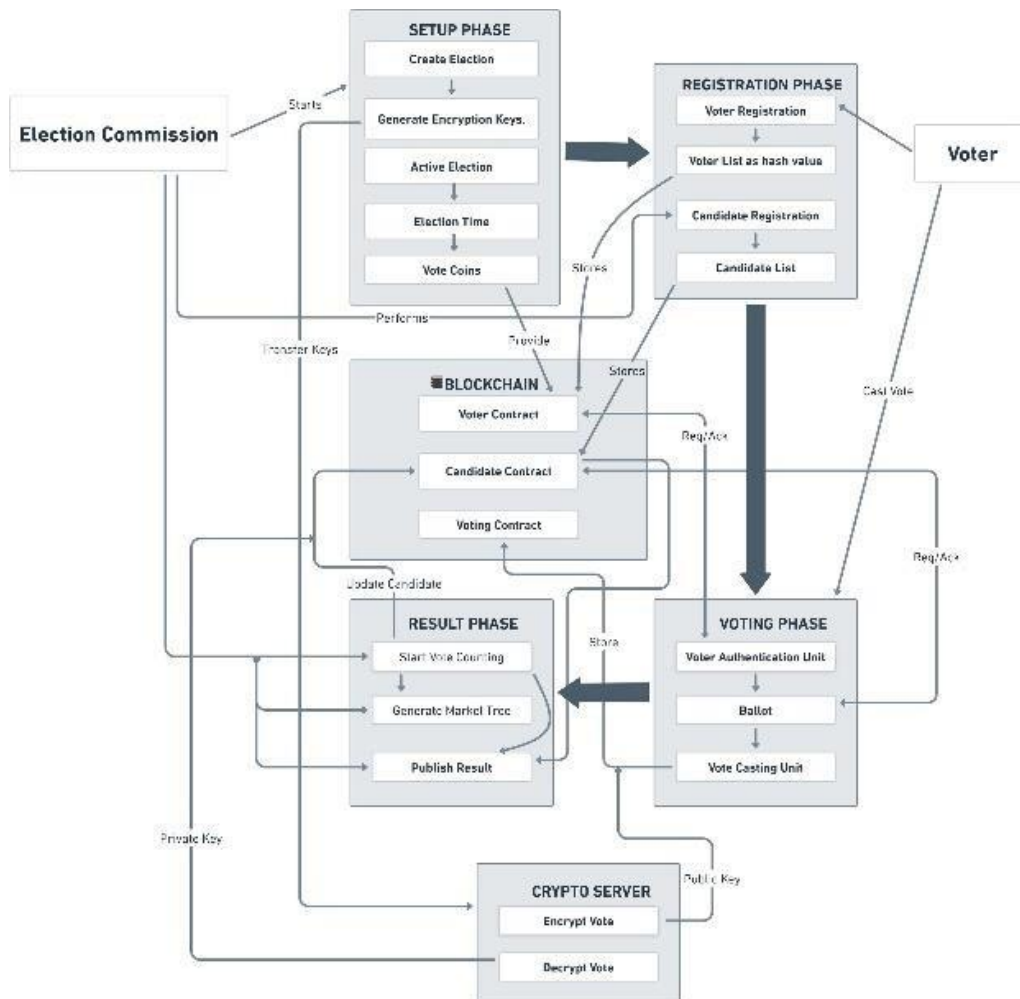 SETUP PHASE
Create Election
Generate Encryption Keys.
Active Election
Election Time
Vote Coins
REGISTRATION PHASE
Voter Registration
Voter List as hash value
Candidate Registration
Candidate List
Election Commission
Voter
Starts
Stores
Performs
Provide
Transfer Keys
Stores
Cast Vote
BLOCKCHAIN
Voter Contract
Candidate Contract
Voting Contract
Req/Ack
Req/Ack
Update Candidate
RESULT PHASE
Start Vote Counting
Generate Market Tree
Publish Result
Store
VOTING PHASE
Voter Authentication Unit
Ballot
Vote Casting Unit
Private Key
Public Key
CRYPTO SERVER
Encrypt Vote
Decrypt Vote